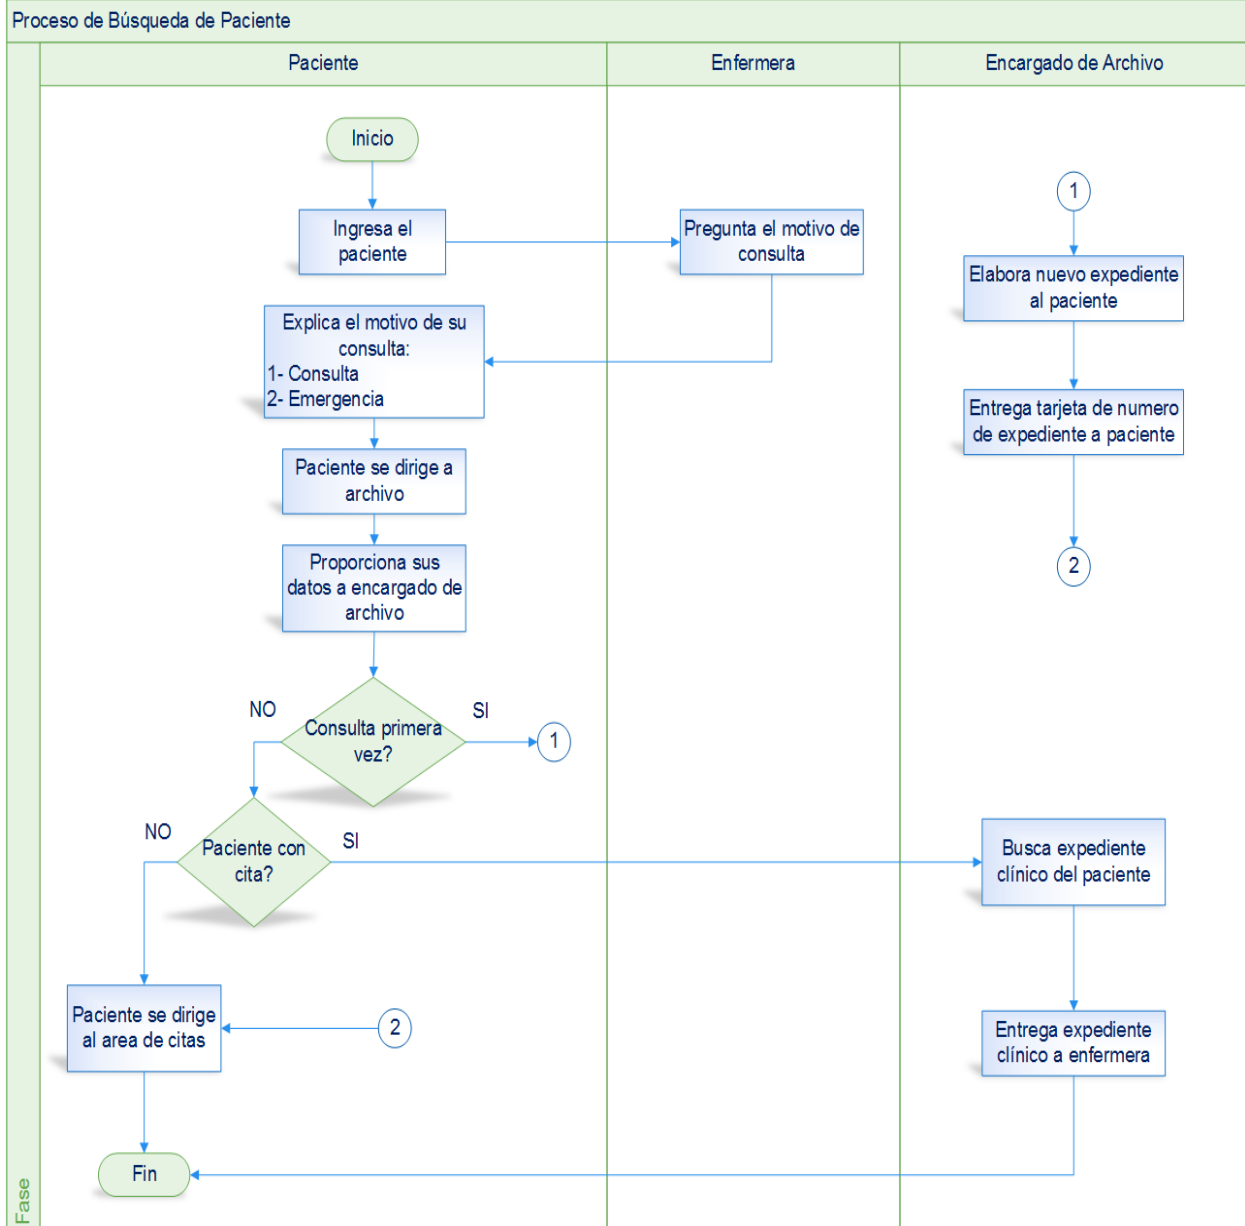 Proceso de Búsqueda de Paciente
Paciente
Enfermera
Encargado de Archivo
Inicio
1
Ingresa el
paciente
Pregunta el motivo de
consulta
Elabora nuevo expediente
al paciente
Explica el motivo de su
consulta:
1- Consulta
2- Emergencia
Entrega tarjeta de numero
de expediente a paciente
Paciente se dirige a
archivo
Proporciona sus
datos a encargado de
archivo
2
NO
SI
Consulta primera
vez?
1
NO
SI
Paciente con
cita?
Busca expediente
clínico del paciente
Paciente se dirige
al area de citas
2
Entrega expediente
clínico a enfermera
Fin
Fase